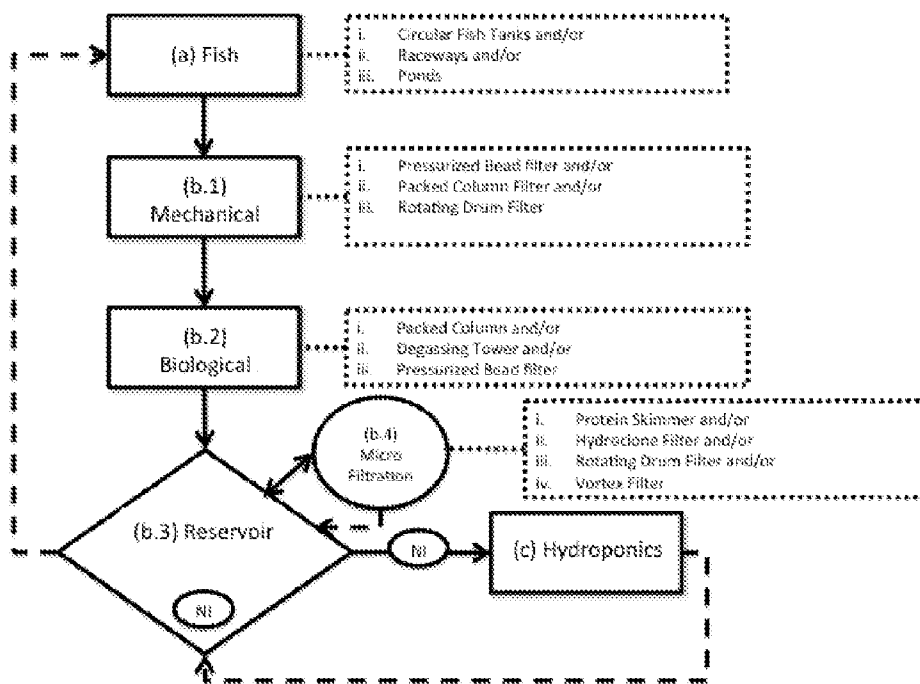 (a) Fish
i. Circular Fish Tanks and/or
ii. Raceways and/or
iii. Ponds
(b.1)
Mechanical
i. Pressurized Bead filter and/or
ii. Packed Column Filter and/or
iii. Rotating Drum Filter
(b.2)
Biological
i. Packed Column and/or
ii. Degassing Tower and/or
iii. Pressurized Bead filter
(b.4)
Micro
Filtration
i. Protein Skimmer and/or
ii. Hydroclone Filter and/or
iii. Rotating Drum Filter and/or
iv. Vortex Filter
(b.3) Reservoir
NI
(c) Hydroponics
NI